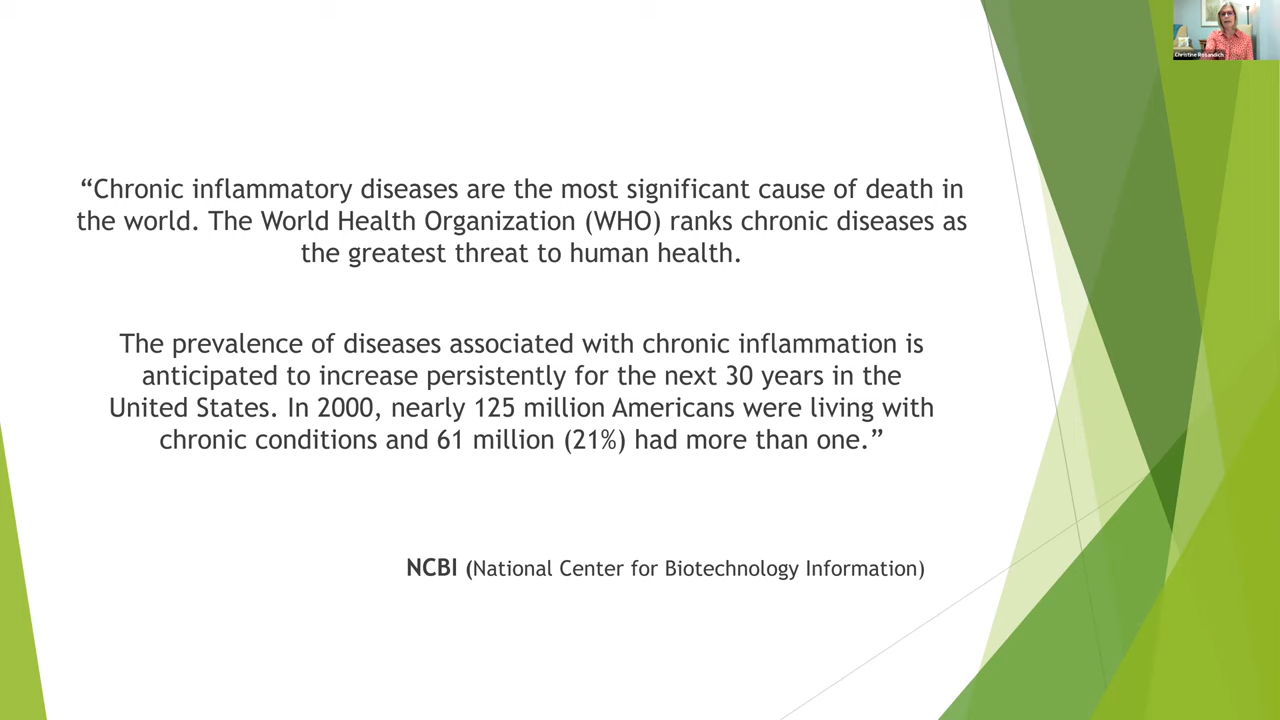 “Chronic inflammatory diseases are the most significant cause of death in
the world. The World Health Organization (WHO) ranks chronic diseases as
the greatest threat to human health.
The prevalence of diseases associated with chronic inflammation is
anticipated to increase persistently for the next 30 years in the
United States. In 2000, nearly 125 million Americans were living with
chronic conditions and 61 million (21%) had more than one.”
NCBI (National Center for Biotechnology Information)
Christine Rosandich